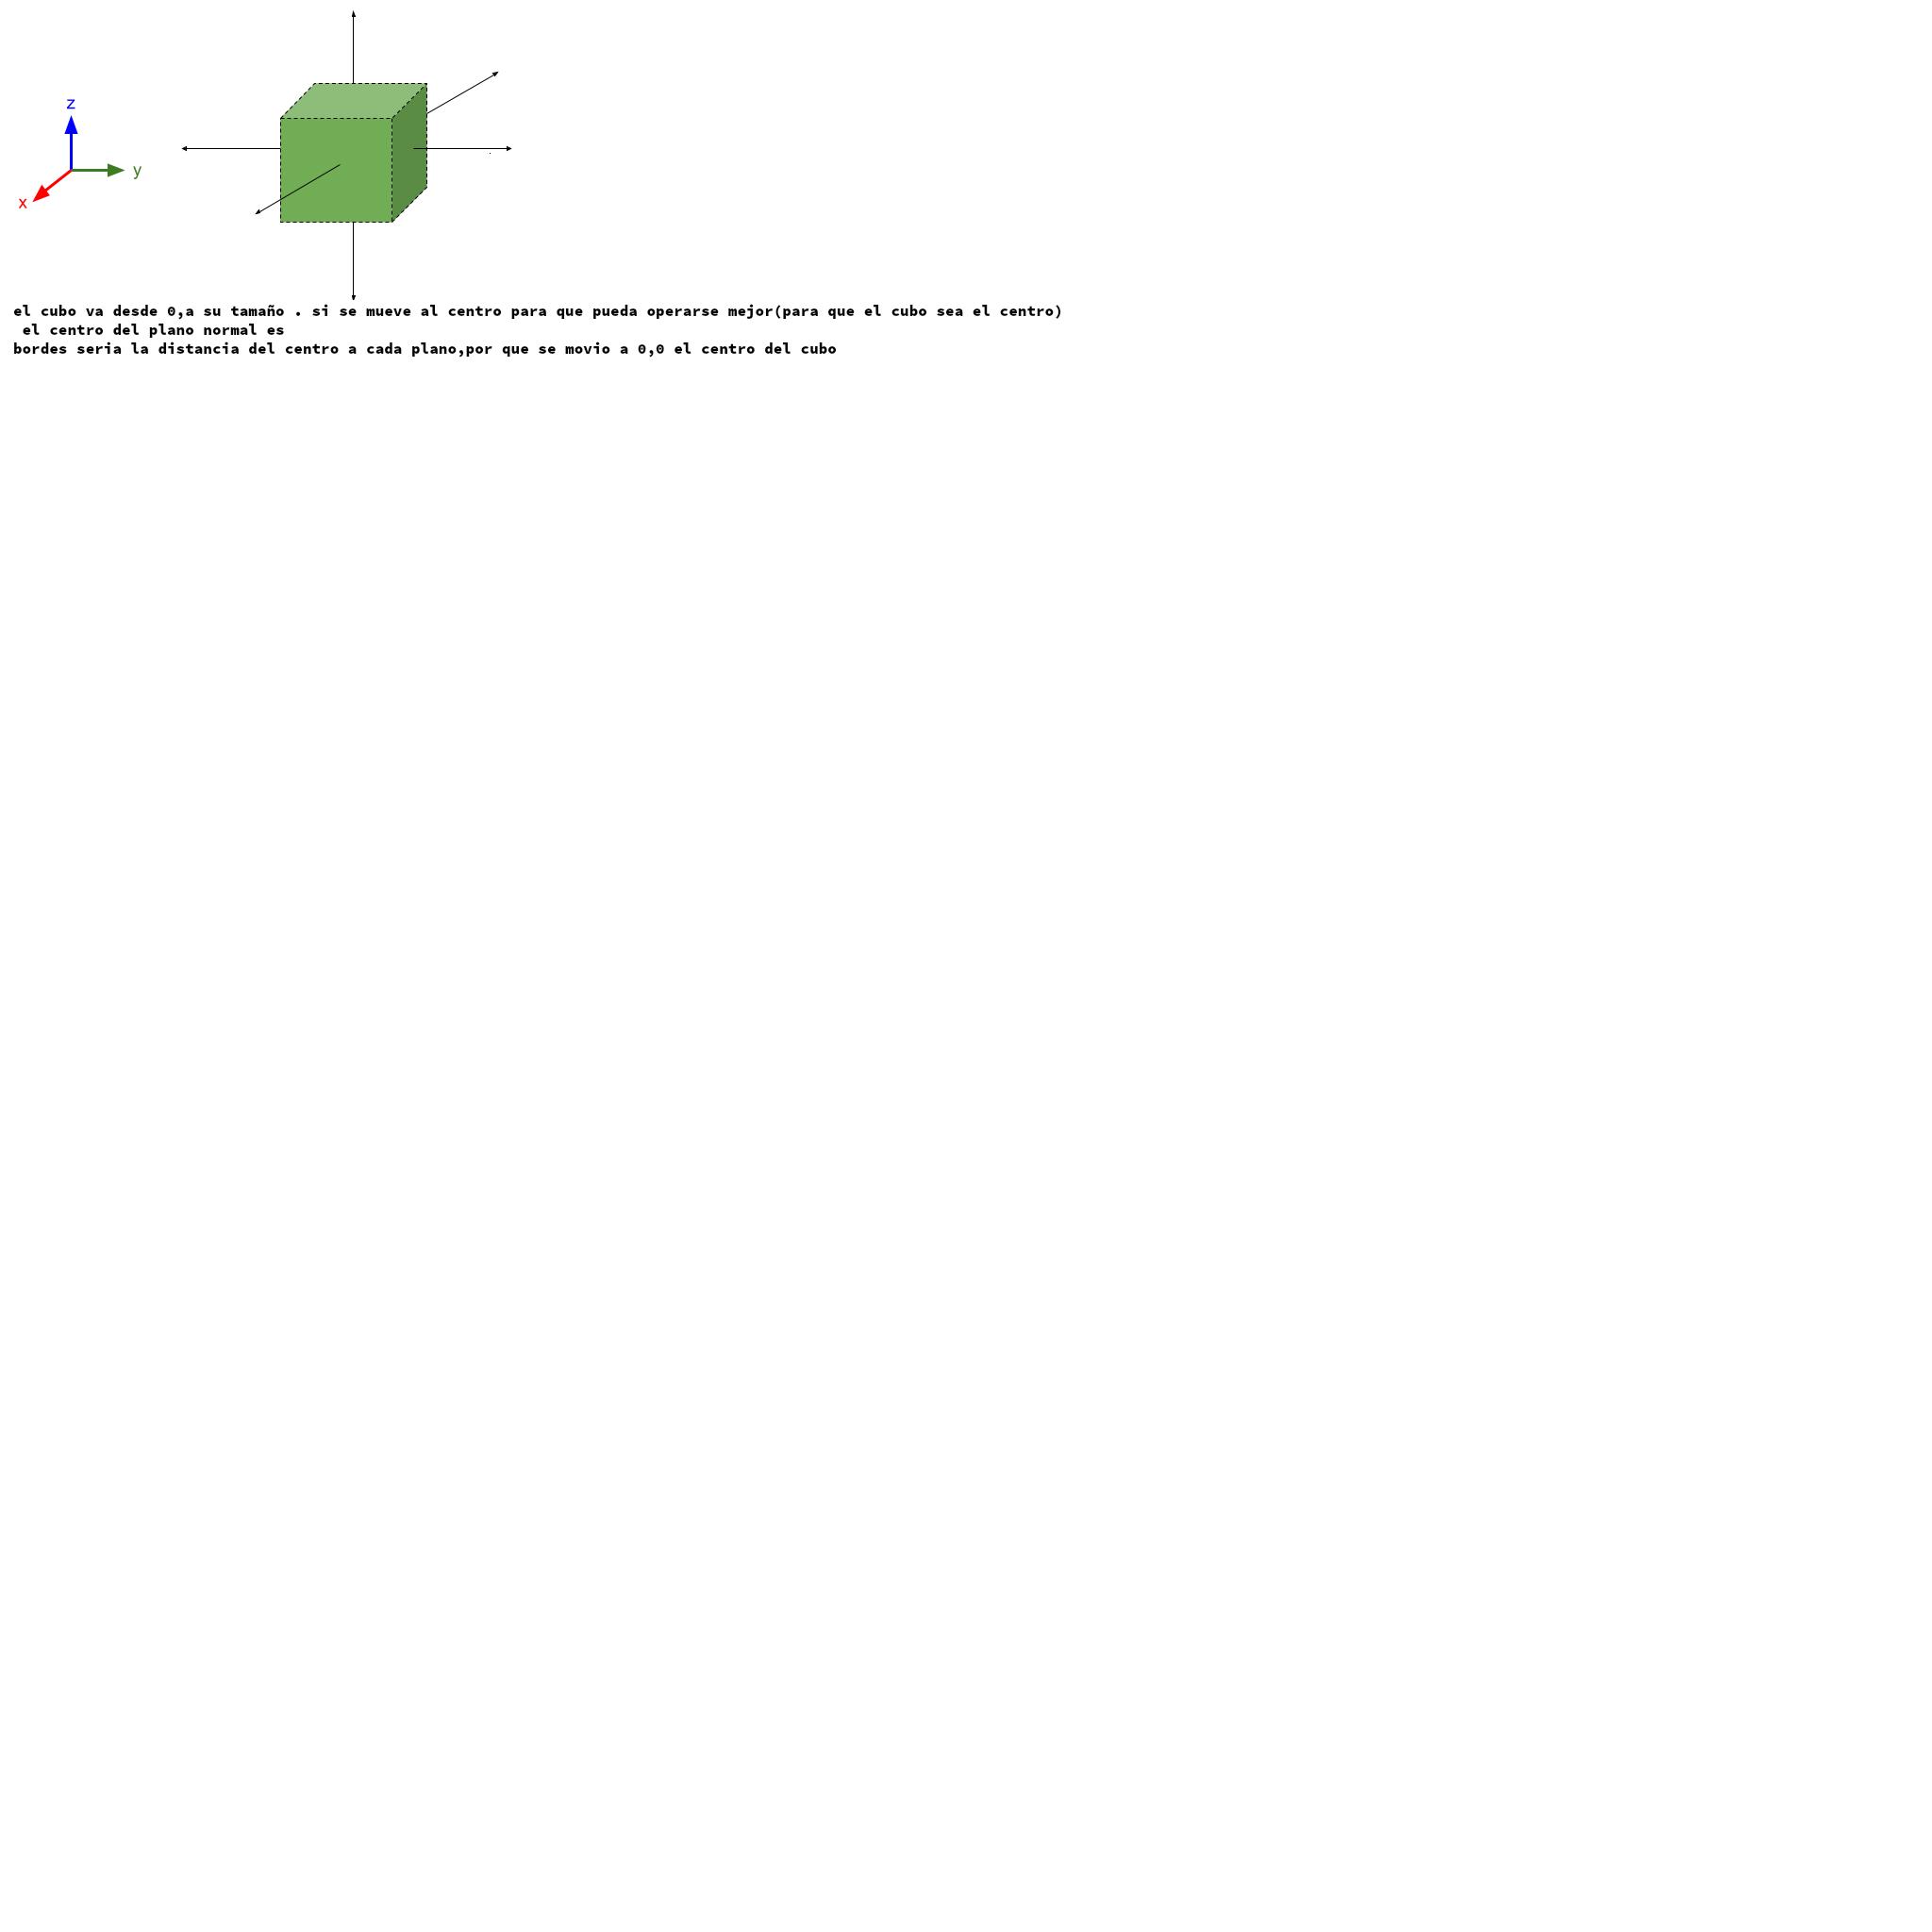 z
y
x
el cubo va desde 0,a su tamaño . si se mueve al centro para que pueda operarse mejor(para que el cubo sea el centro)
el centro del plano normal es
bordes seria la distancia del centro a cada plano,por que se movio a 0,0 el centro del cubo